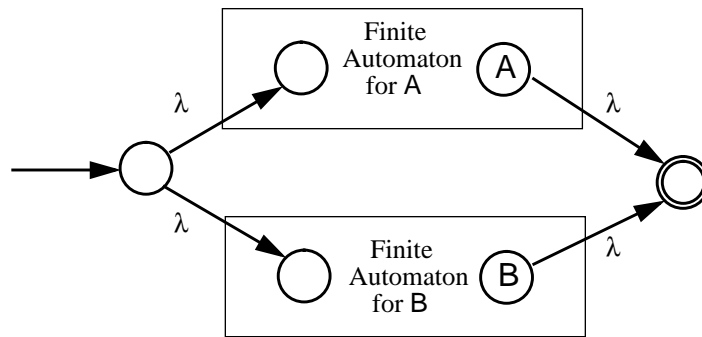 Finite
Automaton
for A
A
λ
λ
λ
λ
Finite
Automaton
for B
B